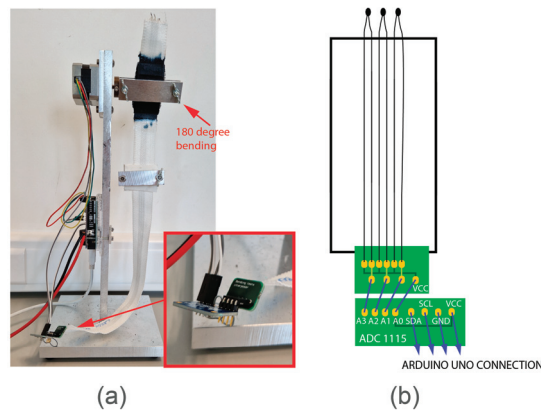 180 degree
bending
(a)
VCC
SCL
VCC
A3 A2 A1 A0 SDA GND
ADC 1115
ARDUINO UNO CONNECTION
(b)